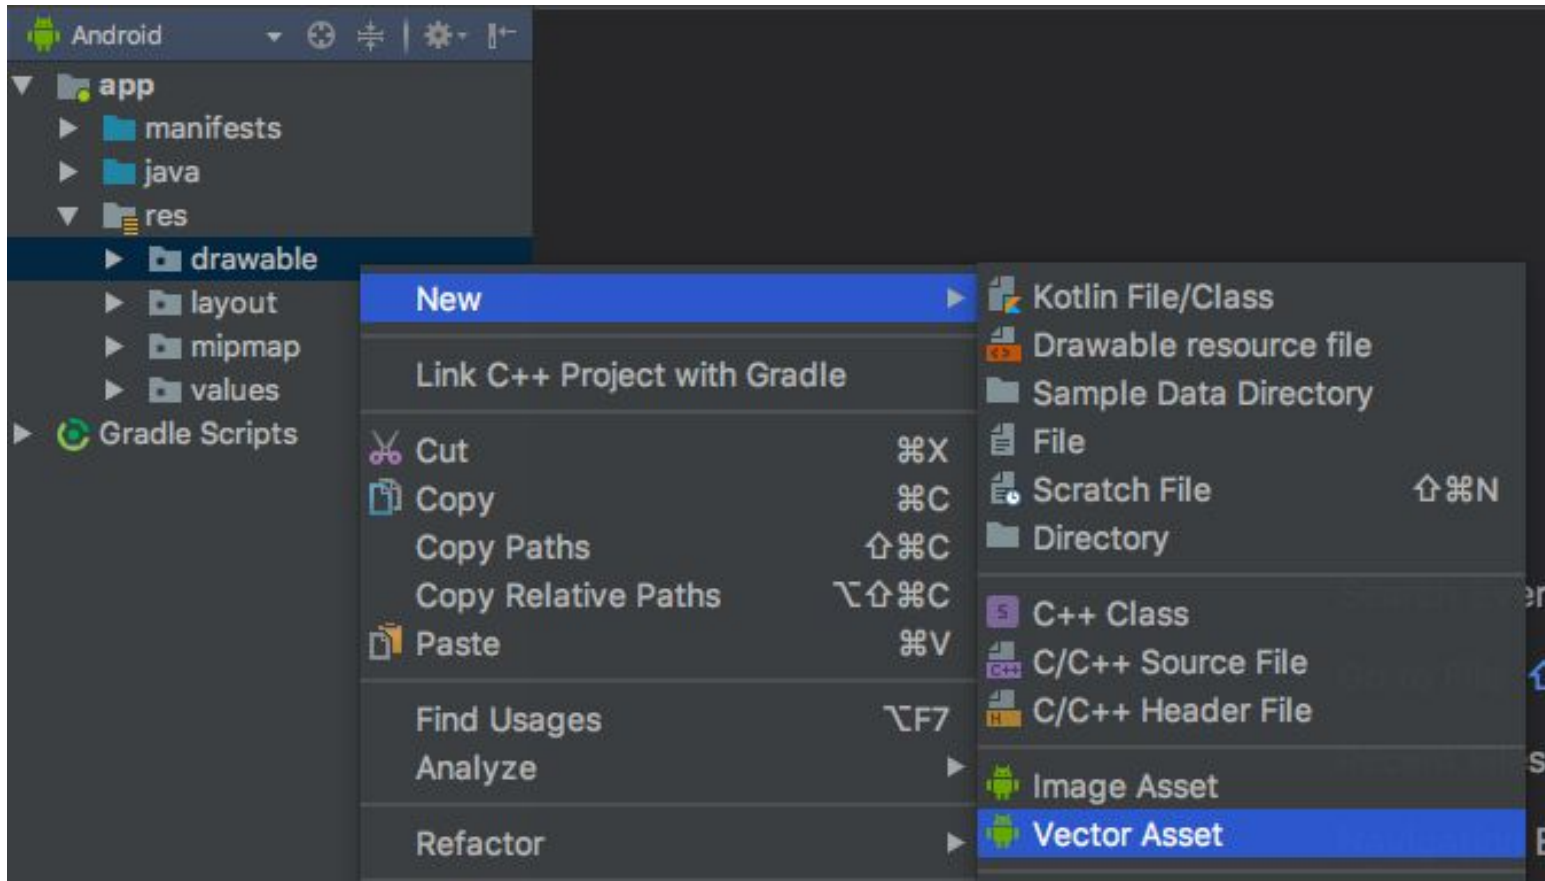 Android
app
manifests
java
res
drawable
layout
mipmap
values
Gradle Scripts
New
Link C++ Project with Gradle
Cut ⌘X
Copy ⌘C
Copy Paths ⇧⌘C
Copy Relative Paths ⌥⇧⌘C
Paste ⌘V
Find Usages ⌥F7
Analyze
Refactor
Kotlin File/Class
Drawable resource file
Sample Data Directory
File
Scratch File ⇧⌘N
Directory
C++ Class
C/C++ Source File
C/C++ Header File
Image Asset
Vector Asset